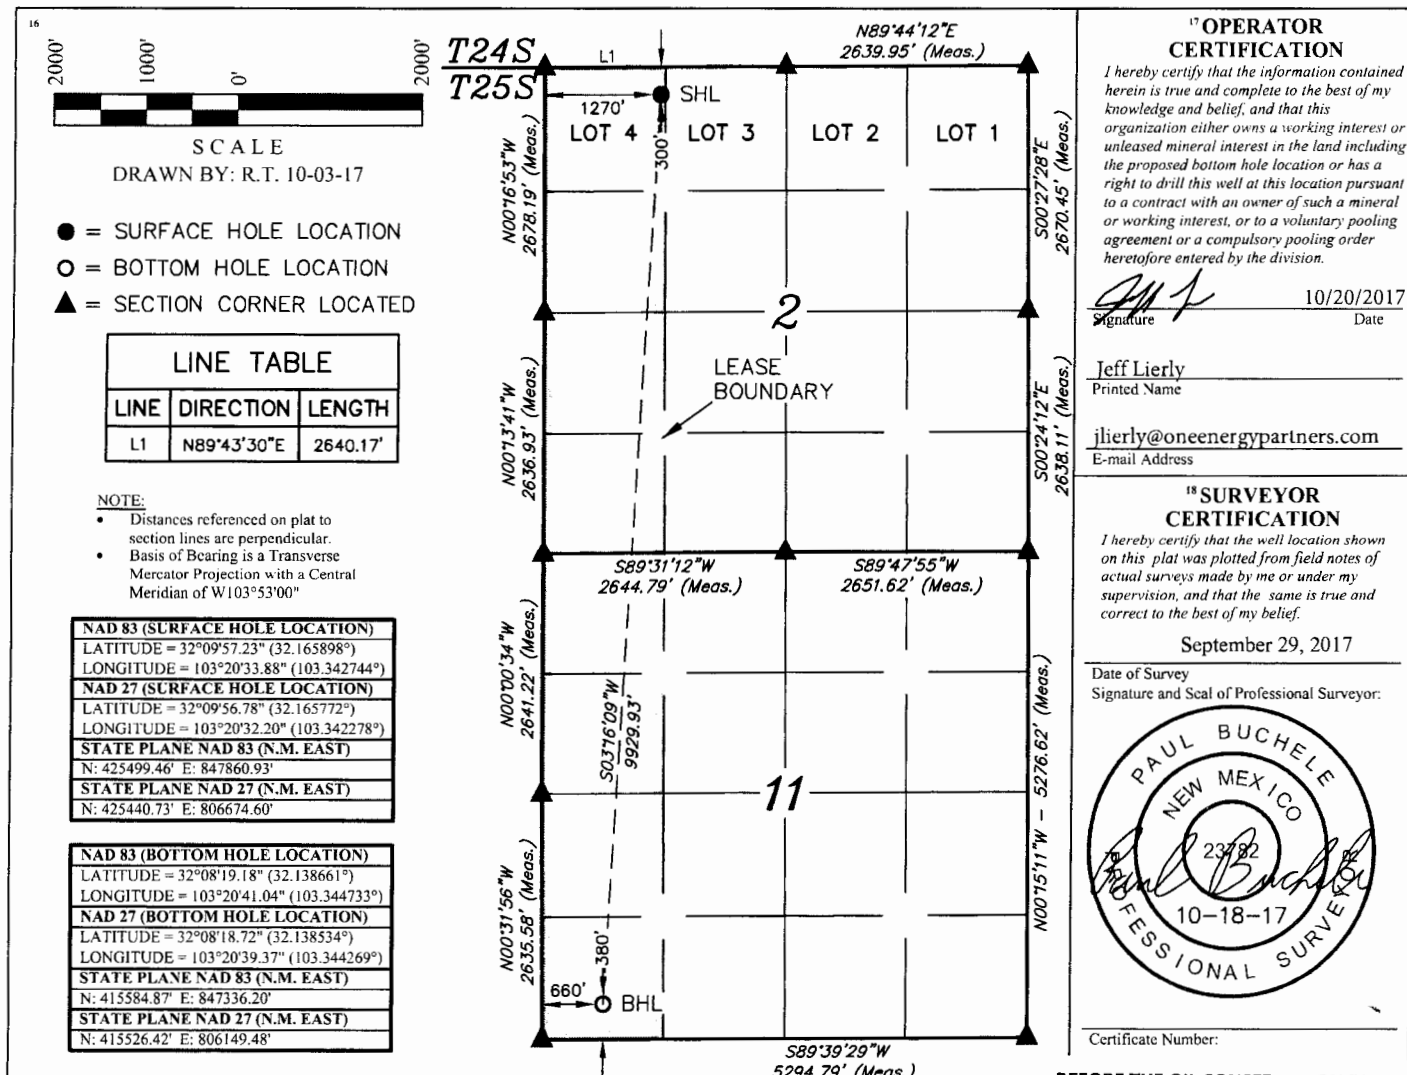 16
2000'
1000'
0'
2000'
SCALE
DRAWN BY: R.T. 10-03-17
= SURFACE HOLE LOCATION
= BOTTOM HOLE LOCATION
= SECTION CORNER LOCATED
LINE TABLE
LINE DIRECTION LENGTH
L1 N89°43'30"E 2640.17'
NOTE:
• Distances referenced on plat to
section lines are perpendicular.
• Basis of Bearing is a Transverse
Mercator Projection with a Central
Meridian of W103°53'00"
NAD 83 (SURFACE HOLE LOCATION)
LATITUDE = 32°09'57.23" (32.165898°)
LONGITUDE = 103°20'33.88" (103.342744°)
NAD 27 (SURFACE HOLE LOCATION)
LATITUDE = 32°09'56.78" (32.165772°)
LONGITUDE = 103°20'32.20" (103.342278°)
STATE PLANE NAD 83 (N.M. EAST)
N: 425499.46' E: 847860.93'
STATE PLANE NAD 27 (N.M. EAST)
N: 425440.73' E: 806674.60'
NAD 83 (BOTTOM HOLE LOCATION)
LATITUDE = 32°08'19.18" (32.138661°)
LONGITUDE = 103°20'41.04" (103.344733°)
NAD 27 (BOTTOM HOLE LOCATION)
LATITUDE = 32°08'18.72" (32.138534°)
LONGITUDE = 103°20'39.37" (103.344269°)
STATE PLANE NAD 83 (N.M. EAST)
N: 415584.87' E: 847336.20'
STATE PLANE NAD 27 (N.M. EAST)
N: 415526.42' E: 806149.48'
T24S
T25S
L1
N89°44'12"E
2639.95' (Meas.)
1270'
SHL
300'
LOT 4
LOT 3
LOT 2
LOT 1
N00°16'53"W
2678.19' (Meas.)
S00°27'28"E
2670.45' (Meas.)
2
LEASE
BOUNDARY
N00°13'41"W
2636.93' (Meas.)
S00°24'12"E
2638.11' (Meas.)
S89°31'12"W
2644.79' (Meas.)
S89°47'55"W
2651.62' (Meas.)
N00°00'34"W
2641.22' (Meas.)
S03°16'09"W
9929.93'
11
N00°15'11"W - 5276.62' (Meas.)
N00°31'56"W
2635.58' (Meas.)
380'
660'
BHL
S89°39'29"W
5294.79' (Meas.)
17 OPERATOR
CERTIFICATION
I hereby certify that the information contained
herein is true and complete to the best of my
knowledge and belief, and that this
organization either owns a working interest or
unleased mineral interest in the land including
the proposed bottom hole location or has a
right to drill this well at this location pursuant
to a contract with an owner of such a mineral
or working interest, or to a voluntary pooling
agreement or a compulsory pooling order
heretofore entered by the division.
10/20/2017
Signature Date
Jeff Lierly
Printed Name
jlierly@oneenergypartners.com
E-mail Address
18 SURVEYOR
CERTIFICATION
I hereby certify that the well location shown
on this plat was plotted from field notes of
actual surveys made by me or under my
supervision, and that the same is true and
correct to the best of my belief.
September 29, 2017
Date of Survey
Signature and Seal of Professional Surveyor:
PAUL BUCHELE
NEW MEXICO
23782
Paul Buchele
10-18-17
PROFESSIONAL SURVEYOR
Certificate Number: